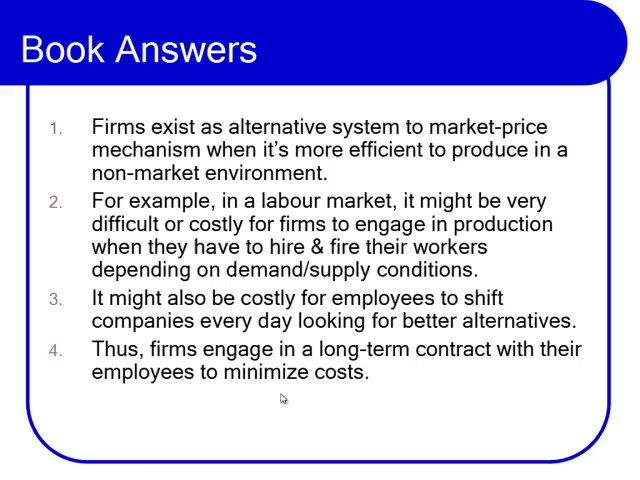 Book Answers
1. Firms exist as alternative system to market-price
mechanism when it's more efficient to produce in a
non-market environment.
2. For example, in a labour market, it might be very
difficult or costly for firms to engage in production
when they have to hire & fire their workers
depending on demand/supply conditions.
3. It might also be costly for employees to shift
companies every day looking for better alternatives.
4. Thus, firms engage in a long-term contract with their
employees to minimize costs.